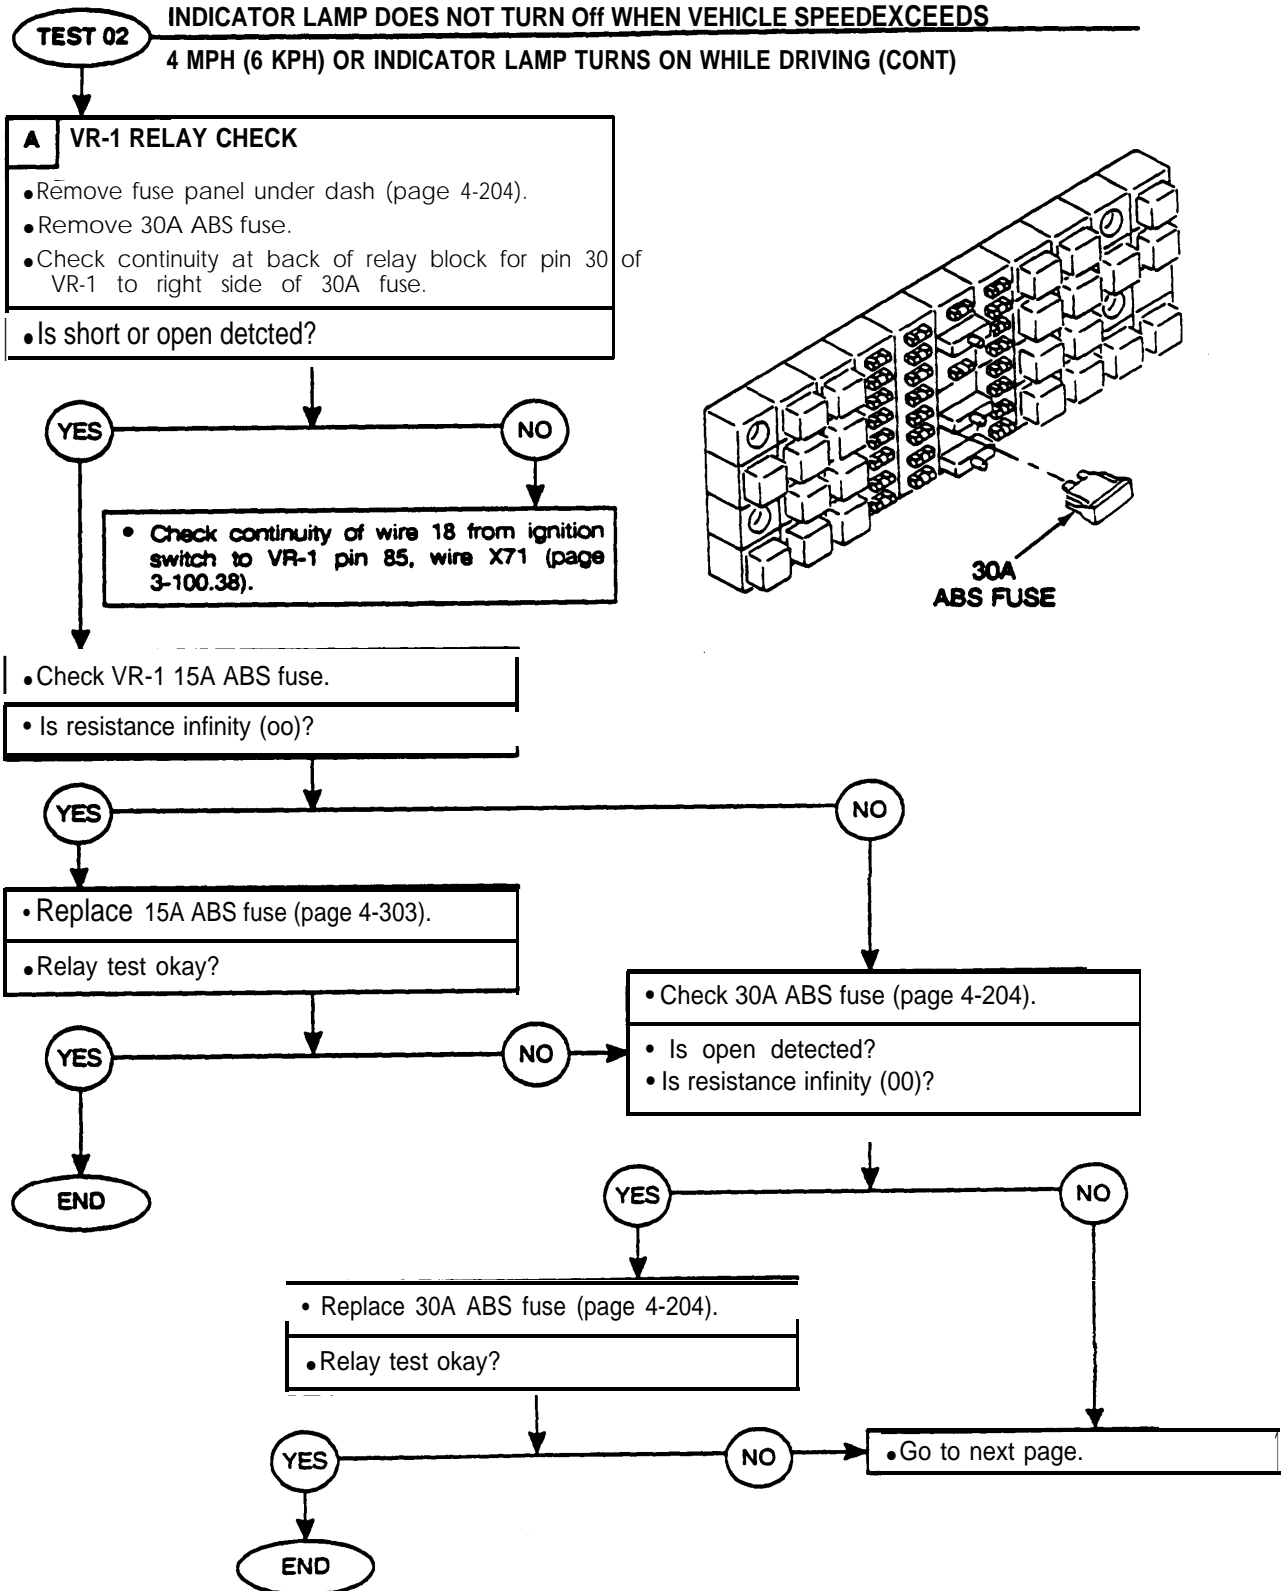 TEST 02
INDICATOR LAMP DOES NOT TURN Off WHEN VEHICLE SPEEDEXCEEDS
4 MPH (6 KPH) OR INDICATOR LAMP TURNS ON WHILE DRIVING (CONT)
A VR-1 RELAY CHECK
•Remove fuse panel under dash (page 4-204).
•Remove 30A ABS fuse.
•Check continuity at back of relay block for pin 30 of
VR-1 to right side of 30A fuse.
•Is short or open detcted?
YES
NO
• Check continuity of wire 18 from ignition
switch to VR-1 pin 85, wire X71 (page
3-100.38).
30A
ABS FUSE
•Check VR-1 15A ABS fuse.
• Is resistance infinity (oo)?
YES
NO
•Replace 15A ABS fuse (page 4-303).
•Relay test okay?
• Check 30A ABS fuse (page 4-204).
• Is open detected?
• Is resistance infinity (00)?
YES
NO
END
YES
NO
• Replace 30A ABS fuse (page 4-204).
•Relay test okay?
YES
NO
•Go to next page.
END